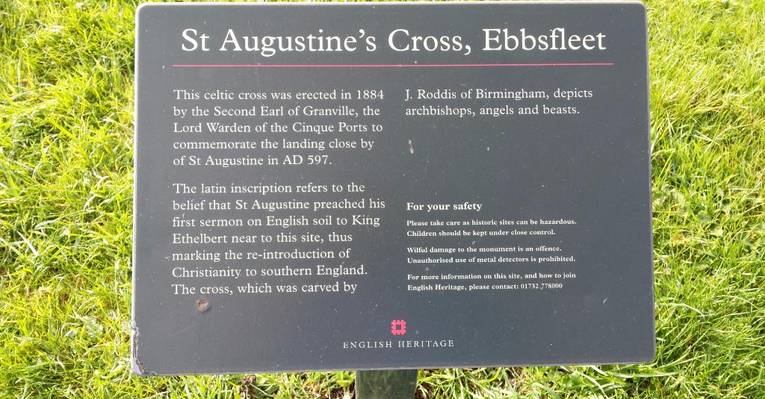 St Augustine's Cross, Ebbsfleet
This celtic cross was erected in 1884
by the Second Earl of Granville, the
Lord Warden of the Cinque Ports to
commemorate the landing close by
of St Augustine in AD 597.
The latin inscription refers to the
belief that St Augustine preached his
first sermon on English soil to King
Ethelbert near to this site, thus
marking the re-introduction of
Christianity to southern England.
The cross, which was carved by
J. Roddis of Birmingham, depicts
archbishops, angels and beasts.
For your safety
Please take care as historic sites can be hazardous.
Children should be kept under close control.
Wilful damage to the monument is an offence.
Unauthorised use of metal detectors is prohibited.
For more information on this site, and how to join
English Heritage, please contact: 01732 778000
ENGLISH HERITAGE